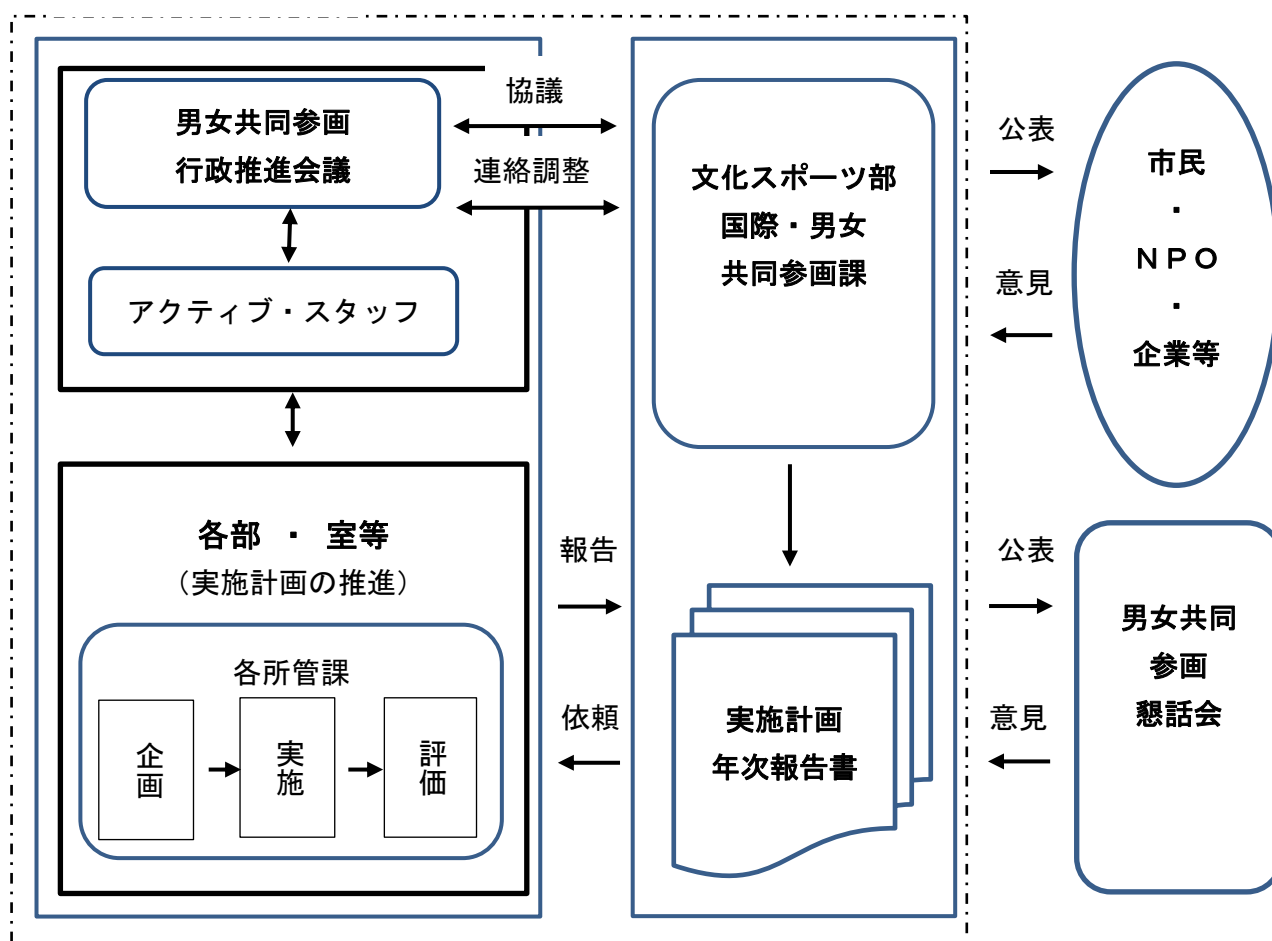 男女共同参画
行政推進会議
アクティブ・スタッフ
協議
連絡調整
文化スポーツ部
国際・男女
共同参画課
公表
意見
市民
・
ＮＰＯ
・
企業等
各部 ・ 室等
（実施計画の推進）
各所管課
企画
実施
評価
報告
依頼
実施計画
年次報告書
公表
意見
男女共同
参画
懇話会